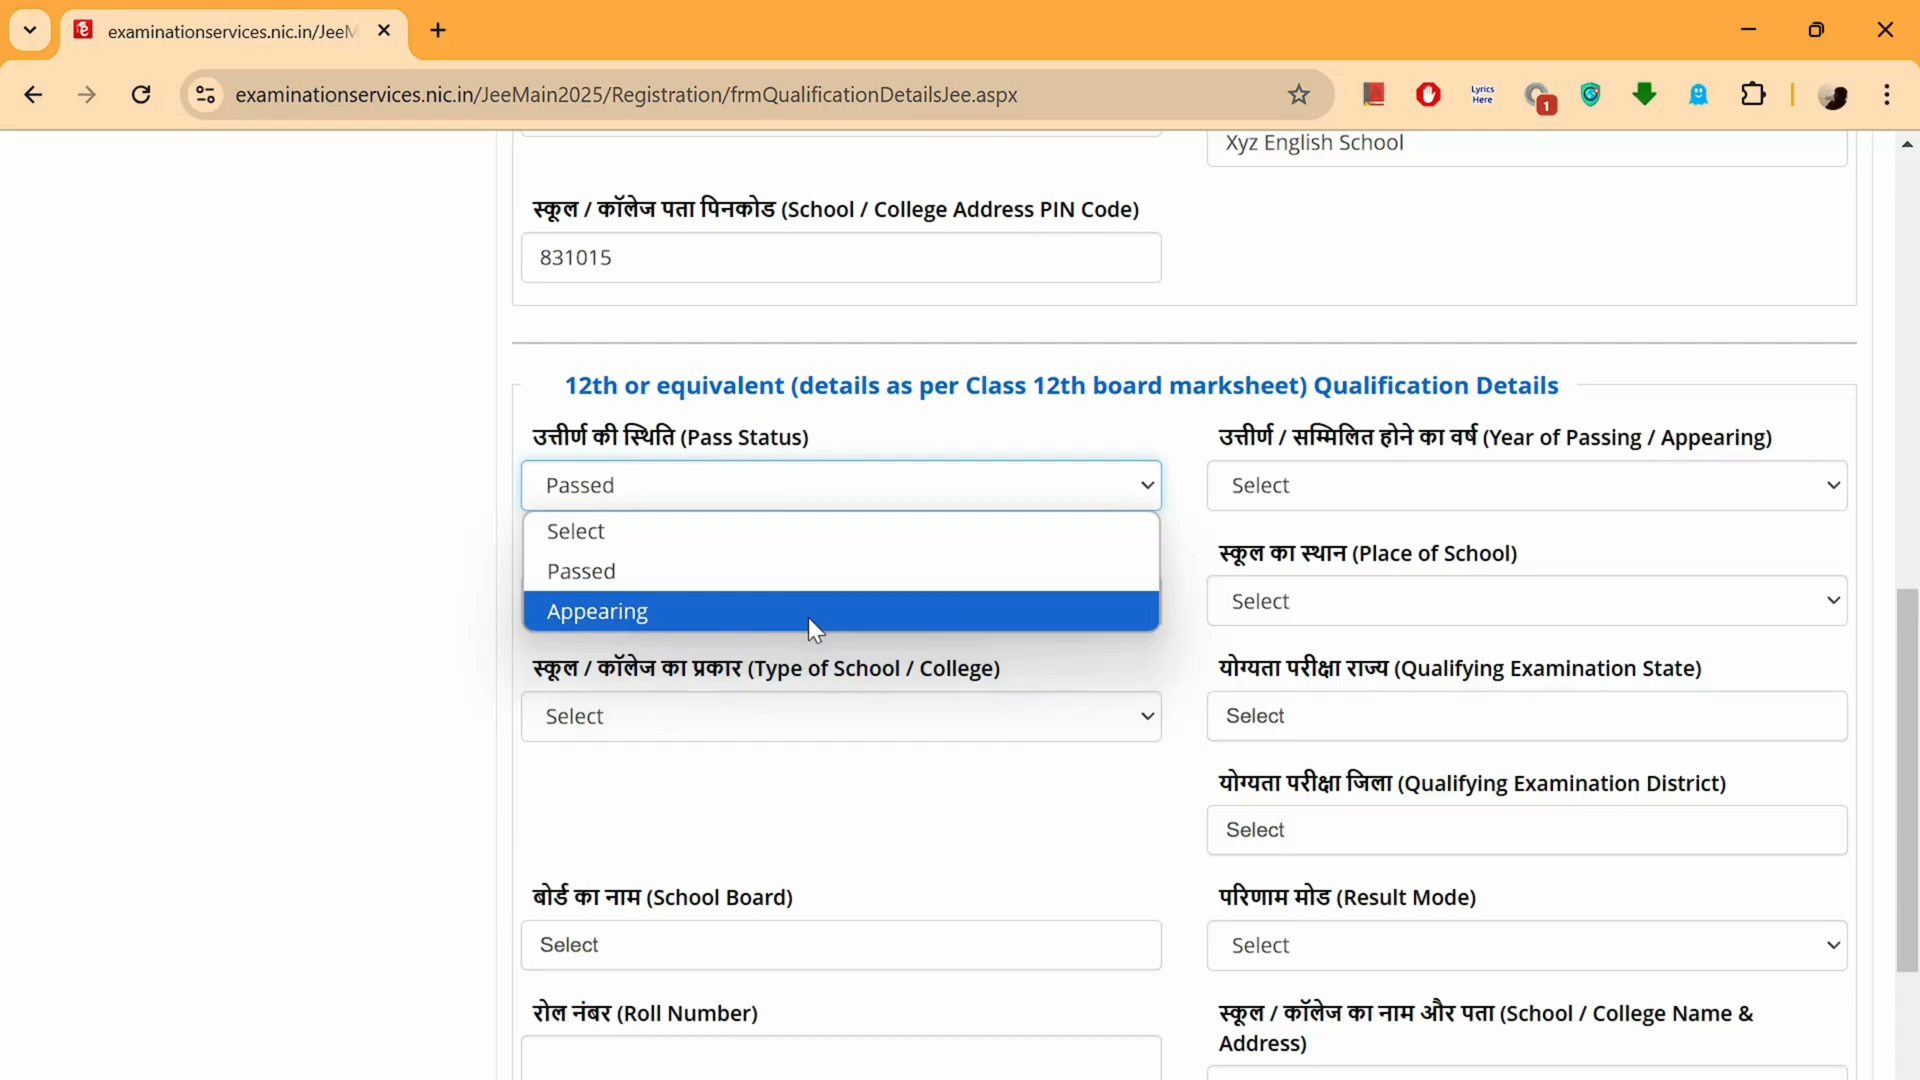 examinationservices.nic.in/JeeM
examinationservices.nic.in/JeeMain2025/Registration/frmQualificationDetailsJee.aspx
Lyrics
Here
1
Xyz English School
स्कूल / कॉलेज पता पिनकोड (School / College Address PIN Code)
831015
12th or equivalent (details as per Class 12th board marksheet) Qualification Details
उत्तीर्ण की स्थिति (Pass Status)
उत्तीर्ण / सम्मिलित होने का वर्ष (Year of Passing / Appearing)
Passed
Select
Select
Passed
Appearing
स्कूल का स्थान (Place of School)
Select
स्कूल / कॉलेज का प्रकार (Type of School / College)
योग्यता परीक्षा राज्य (Qualifying Examination State)
Select
Select
योग्यता परीक्षा जिला (Qualifying Examination District)
Select
बोर्ड का नाम (School Board)
परिणाम मोड (Result Mode)
Select
Select
रोल नंबर (Roll Number)
स्कूल / कॉलेज का नाम और पता (School / College Name &
Address)